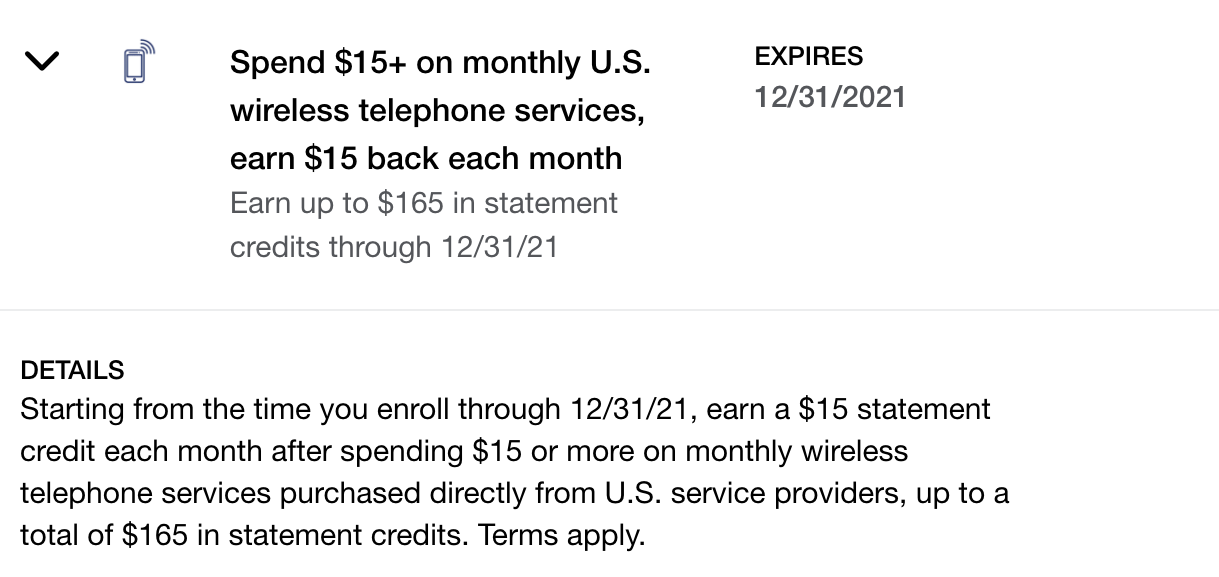 Spend $15+ on monthly U.S.
wireless telephone services,
earn $15 back each month
Earn up to $165 in statement
credits through 12/31/21
EXPIRES
12/31/2021
DETAILS
Starting from the time you enroll through 12/31/21, earn a $15 statement
credit each month after spending $15 or more on monthly wireless
telephone services purchased directly from U.S. service providers, up to a
total of $165 in statement credits. Terms apply.